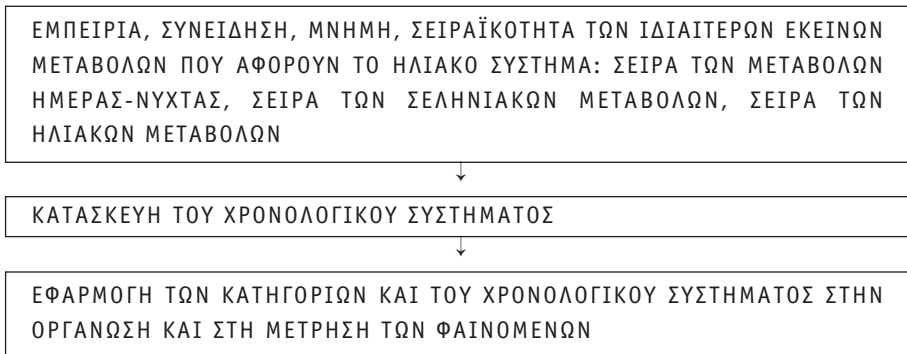 ΕΜΠΕΙΡΙΑ, ΣΥΝΕΙΔΗΣΗ, ΜΝΗΜΗ, ΣΕΙΡΑΪΚΟΤΗΤΑ ΤΩΝ ΙΔΙΑΙΤΕΡΩΝ ΕΚΕΙΝΩΝ
ΜΕΤΑΒΟΛΩΝ ΠΟΥ ΑΦΟΡΟΥΝ ΤΟ ΗΛΙΑΚΟ ΣΥΣΤΗΜΑ: ΣΕΙΡΑ ΤΩΝ ΜΕΤΑΒΟΛΩΝ
ΗΜΕΡΑΣ-ΝΥΧΤΑΣ, ΣΕΙΡΑ ΤΩΝ ΣΕΛΗΝΙΑΚΩΝ ΜΕΤΑΒΟΛΩΝ, ΣΕΙΡΑ ΤΩΝ
ΗΛΙΑΚΩΝ ΜΕΤΑΒΟΛΩΝ
↓
ΚΑΤΑΣΚΕΥΗ ΤΟΥ ΧΡΟΝΟΛΟΓΙΚΟΥ ΣΥΣΤΗΜΑΤΟΣ
↓
ΕΦΑΡΜΟΓΗ ΤΩΝ ΚΑΤΗΓΟΡΙΩΝ ΚΑΙ ΤΟΥ ΧΡΟΝΟΛΟΓΙΚΟΥ ΣΥΣΤΗΜΑΤΟΣ ΣΤΗΝ
ΟΡΓΑΝΩΣΗ ΚΑΙ ΣΤΗ ΜΕΤΡΗΣΗ ΤΩΝ ΦΑΙΝΟΜΕΝΩΝ